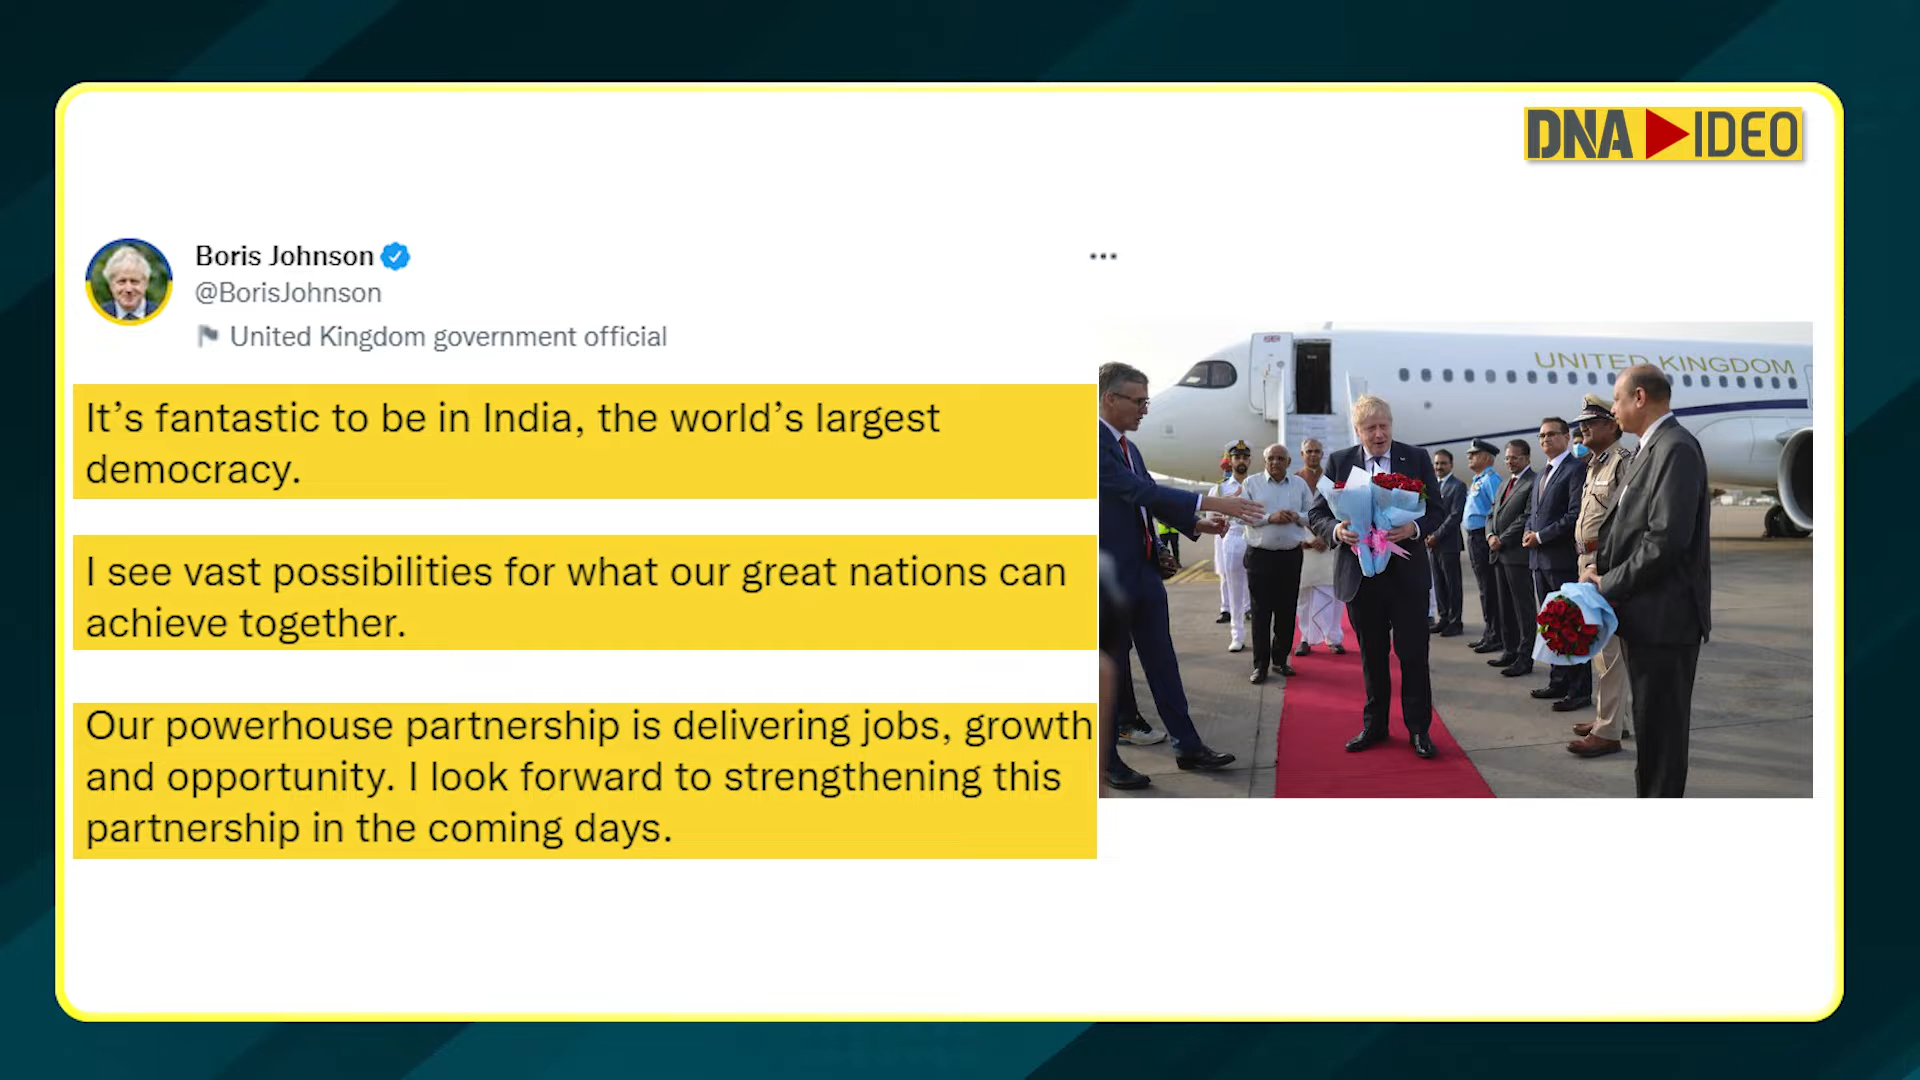 DNA VIDEO
Boris Johnson
@BorisJohnson
United Kingdom government official
It’s fantastic to be in India, the world’s largest
democracy.
I see vast possibilities for what our great nations can
achieve together.
Our powerhouse partnership is delivering jobs, growth
and opportunity. I look forward to strengthening this
partnership in the coming days.
UNITED KINGDOM